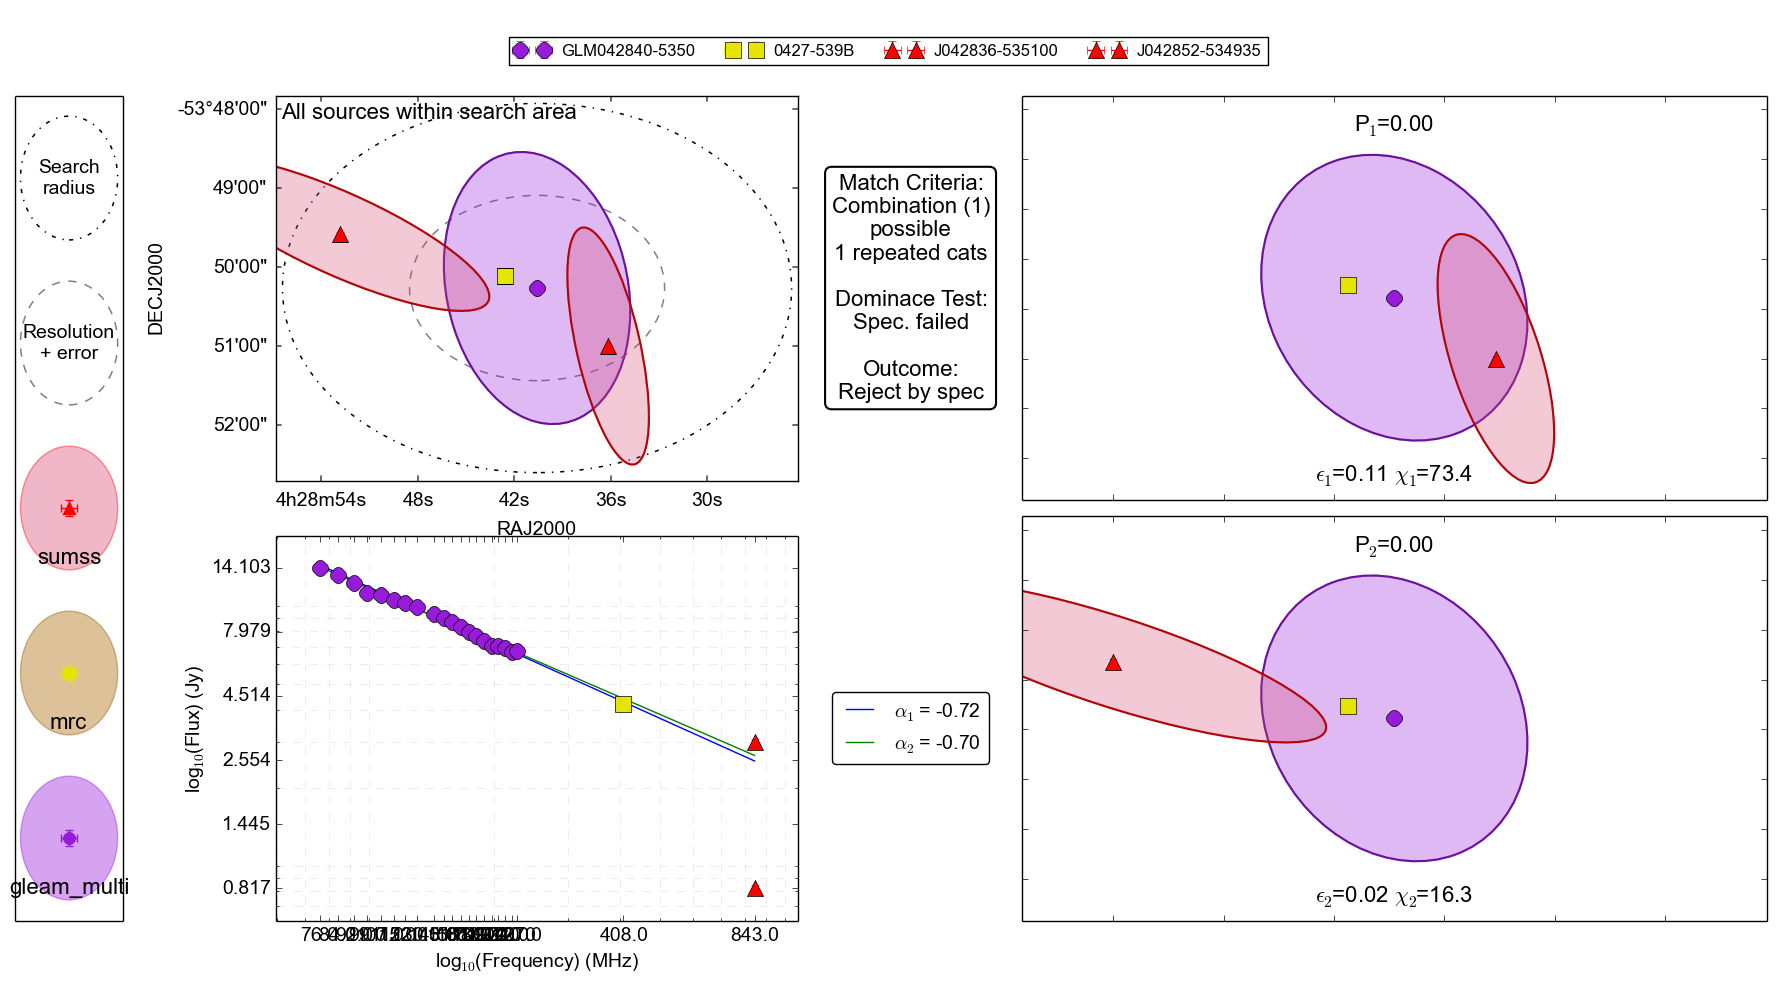 GLM042840-5350 0427-539B J042836-535100 J042852-534935
Search
radius
Resolution
+ error
sumss
mrc
gleam_multi
All sources within search area
-53°48'00"
49'00"
50'00"
51'00"
52'00"
DECJ2000
4h28m54s 48s 42s 36s 30s
RAJ2000
Match Criteria:
Combination (1)
possible
1 repeated cats
Dominace Test:
Spec. failed
Outcome:
Reject by spec
P₁=0.00
ϵ₁=0.11 χ₁=73.4
14.103
7.979
4.514
2.554
1.445
0.817
log₁₀(Flux) (Jy)
408.0 843.0
log₁₀(Frequency) (MHz)
α₁ = -0.72
α₂ = -0.70
P₂=0.00
ϵ₂=0.02 χ₂=16.3